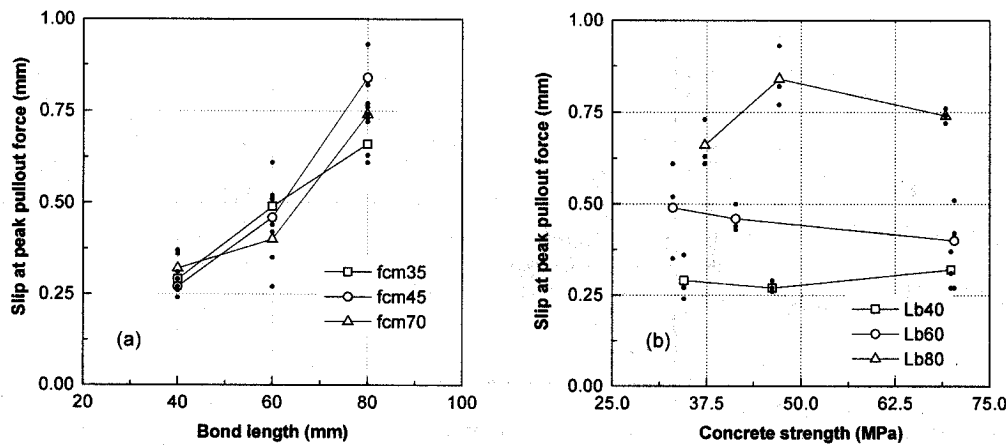 Slip at peak pullout force (mm)
1.00
0.75
0.50
0.25
0.00
20
40
60
80
100
Bond length (mm)
(a)
fcm35
fcm45
fcm70
Slip at peak pullout force (mm)
1.00
0.75
0.50
0.25
0.00
25.0
37.5
50.0
62.5
75.0
Concrete strength (MPa)
(b)
Lb40
Lb60
Lb80